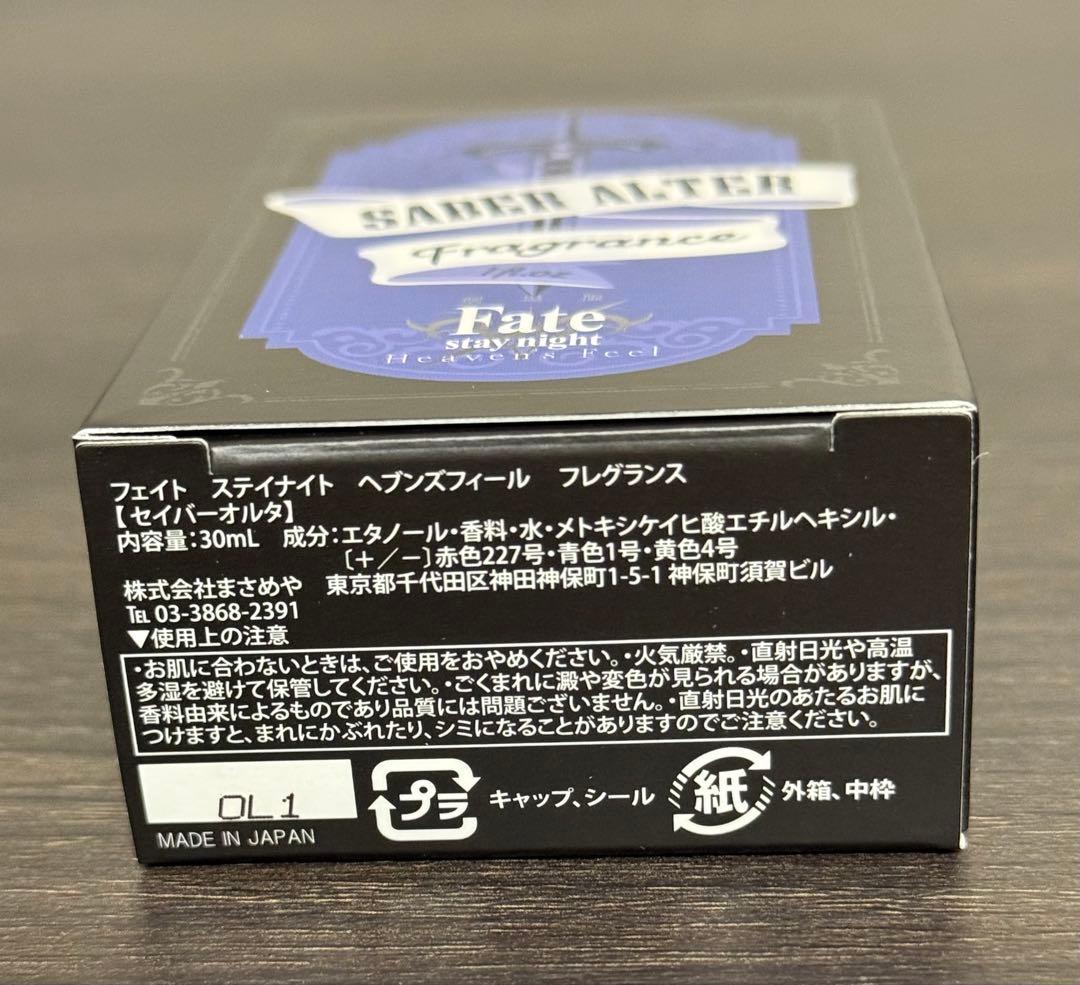 SABER ALTER
Fragrance
1fl.oz
Fate
stay night
Heaven's Feel
フェイト ステイナイト ヘブンズフィール フレグランス
【セイバーオルタ】
内容量:30mL 成分:エタノール・香料・水・メトキシケイヒ酸エチルヘキシル・
〔+/−〕赤色227号・青色1号・黄色4号
株式会社まさめや 東京都千代田区神田神保町1-5-1 神保町須賀ビル
℡ 03-3868-2391
▼使用上の注意
・お肌に合わないときは、ご使用をおやめください。・火気厳禁。・直射日光や高温
多湿を避けて保管してください。・ごくまれに澱や変色が見られる場合がありますが、
香料由来によるものであり品質には問題ございません。・直射日光のあたるお肌に
つけますと、まれにかぶれたり、シミになることがありますのでご注意ください。
OL1
MADE IN JAPAN
プラ
キャップ、シール
紙
外箱、中枠